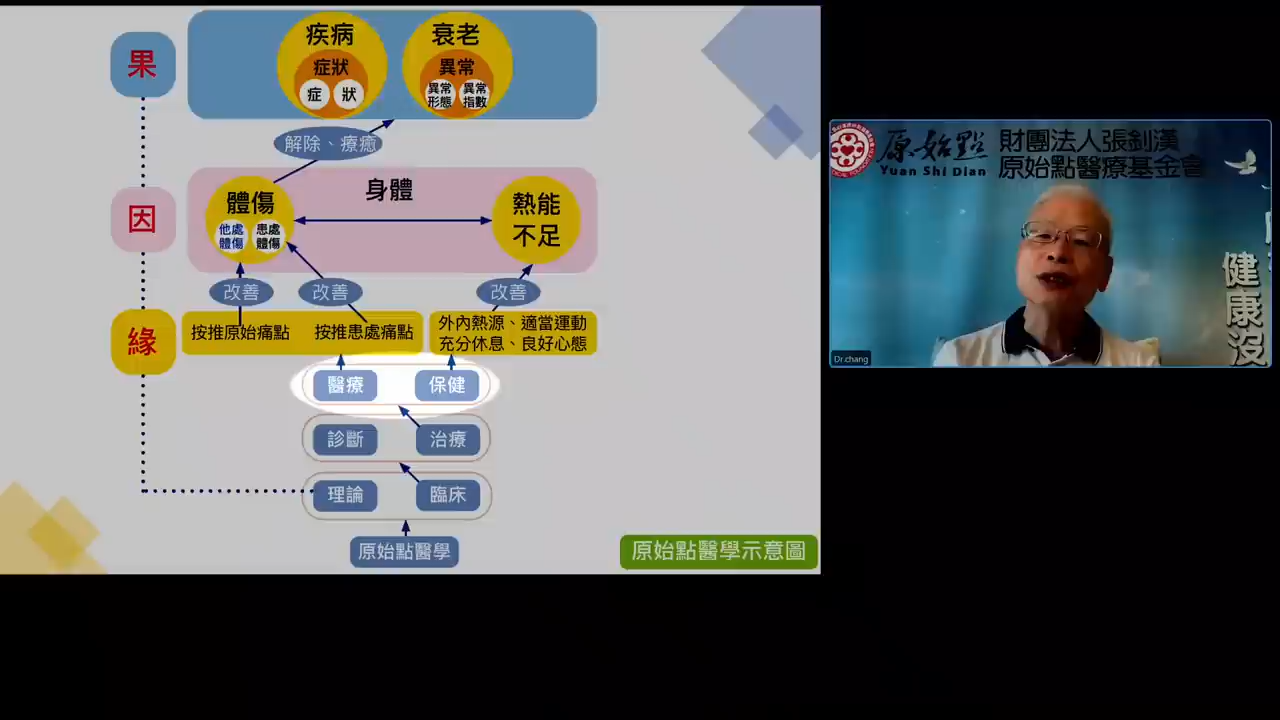 果
疾病
症狀
症
狀
衰老
異常
異常
形態
異常
指數
解除、療癒
因
身體
體傷
他處
體傷
患處
體傷
熱能
不足
改善
改善
改善
緣
按推原始痛點
按推患處痛點
外內熱源、適當運動
充分休息、良好心態
醫療
保健
診斷
治療
理論
臨床
原始點醫學
原始點醫學示意圖
原始點
Yuan Shi Dian
財團法人張釗漢
原始點醫療基金會
健康沒
Dr.chang